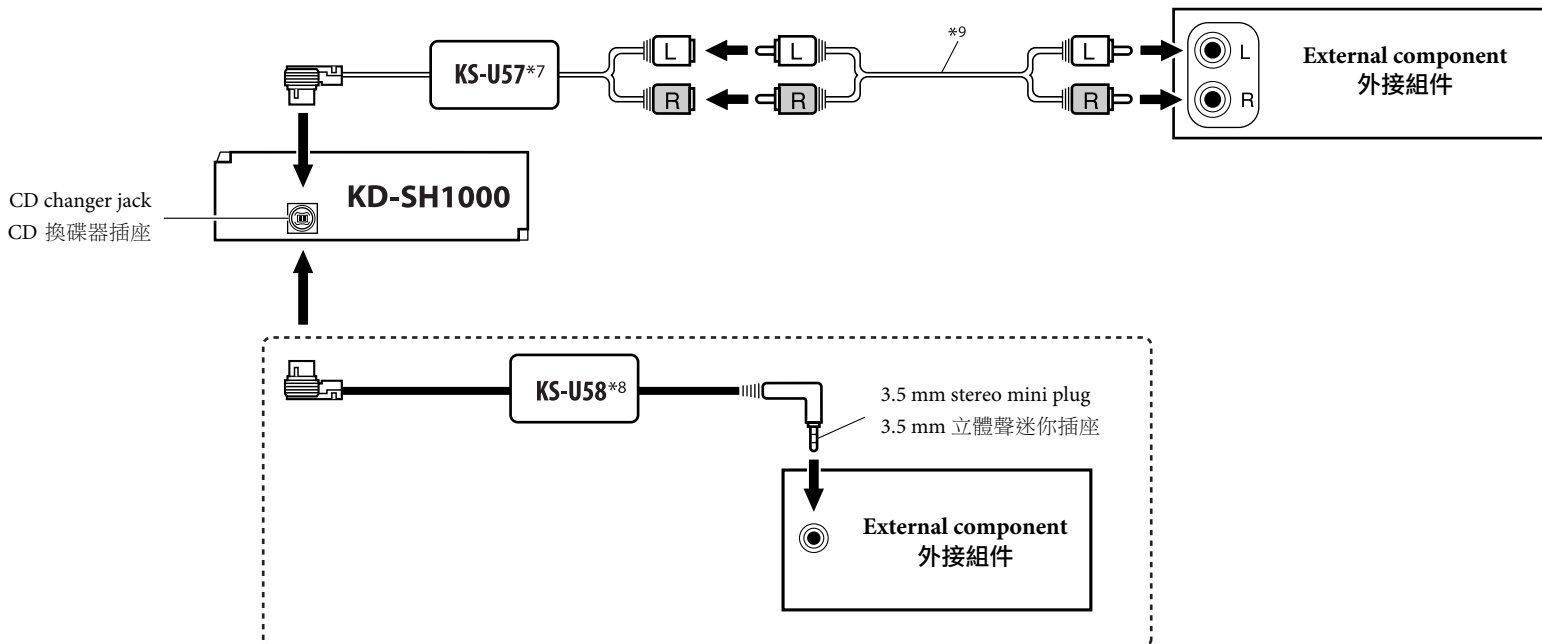 *9
KS-U57*7
L
L
L
L
External component
外接組件
R
R
R
R
KD-SH1000
CD changer jack
CD 換碟器插座
KS-U58*8
3.5 mm stereo mini plug
3.5 mm 立體聲迷你插座
External component
外接組件